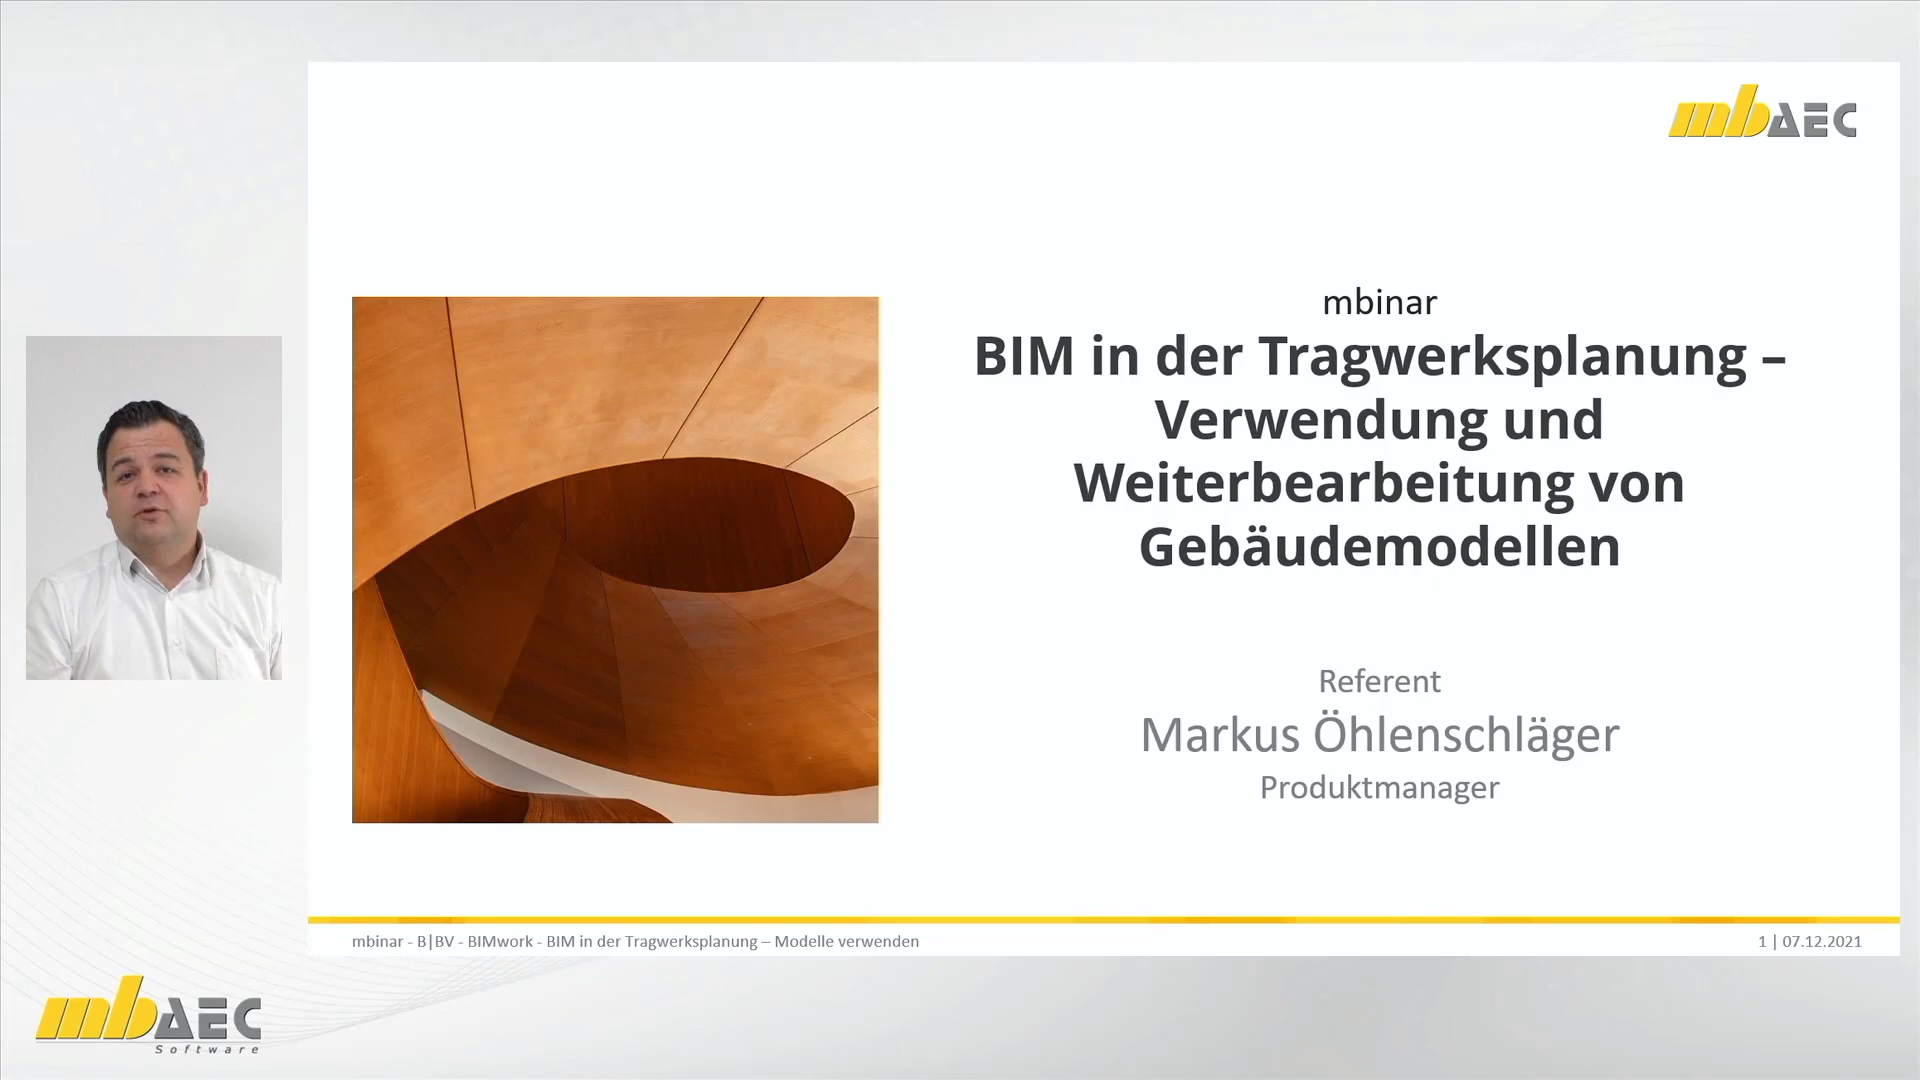 mbAEC
mbinar
BIM in der Tragwerksplanung –
Verwendung und
Weiterbearbeitung von
Gebäudemodellen
Referent
Markus Öhlenschläger
Produktmanager
mbinar - B|BV - BIMwork - BIM in der Tragwerksplanung – Modelle verwenden
1 | 07.12.2021
mbAEC
Software